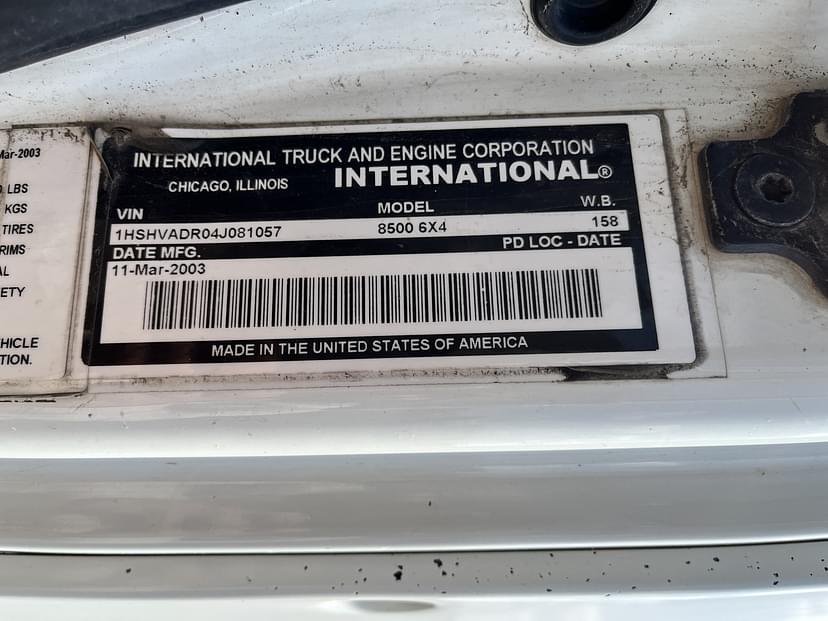 Mar-2003
LBS
KGS
TIRES
RIMS
AL
ETY
HICLE
TION.
INTERNATIONAL TRUCK AND ENGINE CORPORATION
CHICAGO, ILLINOIS INTERNATIONAL®
VIN MODEL W.B.
1HSHVADR04J081057 8500 6X4 158
DATE MFG. PD LOC - DATE
11-Mar-2003
MADE IN THE UNITED STATES OF AMERICA